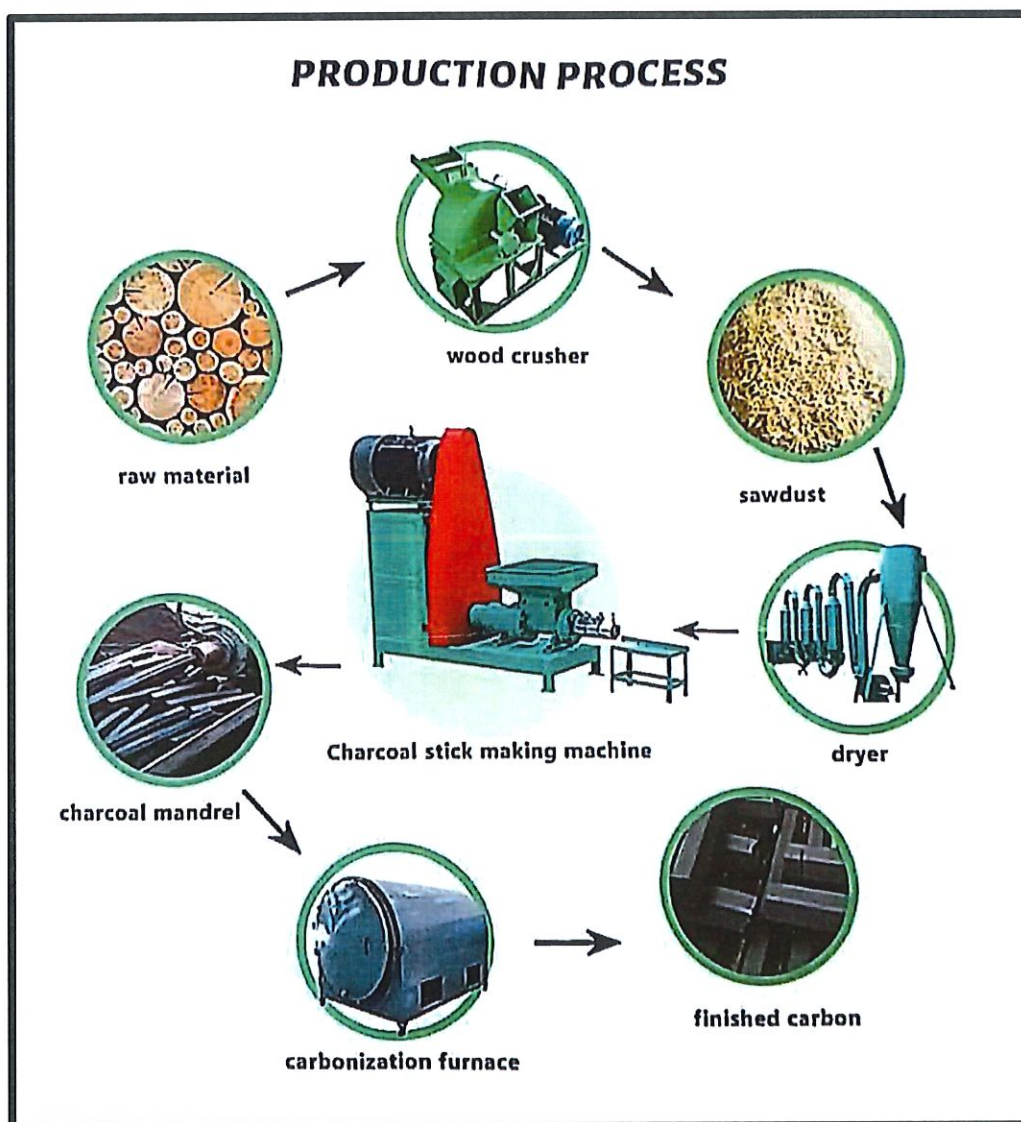 PRODUCTION PROCESS
wood crusher
raw material
sawdust
Charcoal stick making machine
dryer
charcoal mandrel
carbonization furnace
finished carbon